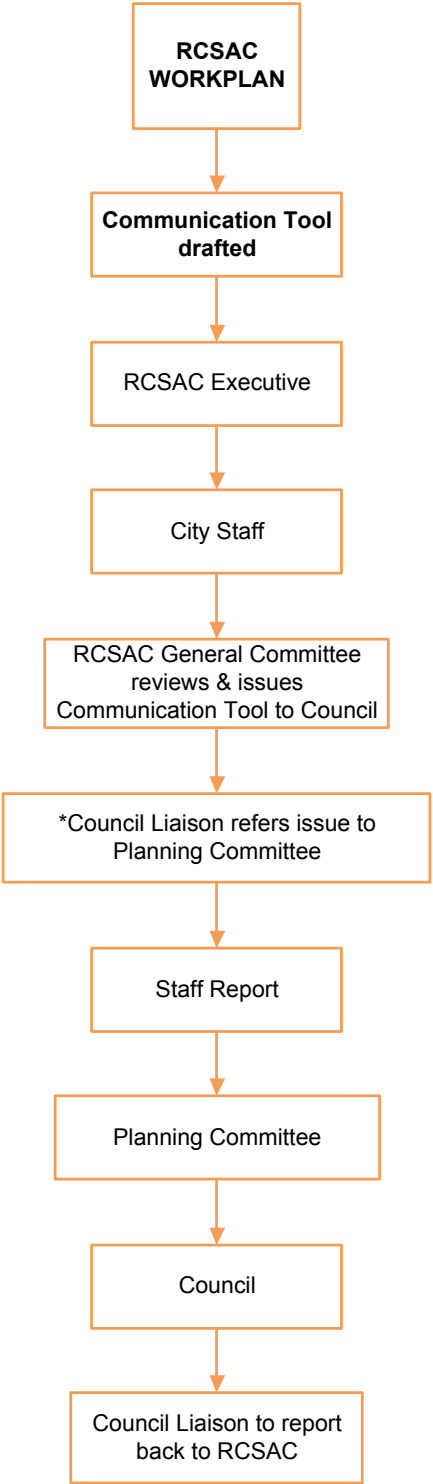 RCSAC
WORKPLAN
Communication Tool
drafted
RCSAC Executive
City Staff
RCSAC General Committee
reviews & issues
Communication Tool to Council
*Council Liaison refers issue to
Planning Committee
Staff Report
Planning Committee
Council
Council Liaison to report
back to RCSAC